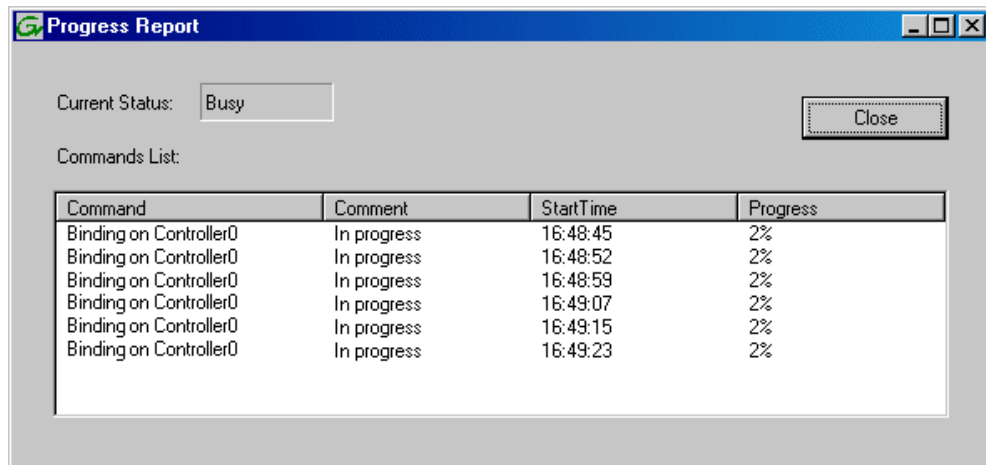 Progress Report
Current Status: Busy
Close
Commands List:
Command Comment StartTime Progress
Binding on Controller0 In progress 16:48:45 2%
Binding on Controller0 In progress 16:48:52 2%
Binding on Controller0 In progress 16:48:59 2%
Binding on Controller0 In progress 16:49:07 2%
Binding on Controller0 In progress 16:49:15 2%
Binding on Controller0 In progress 16:49:23 2%